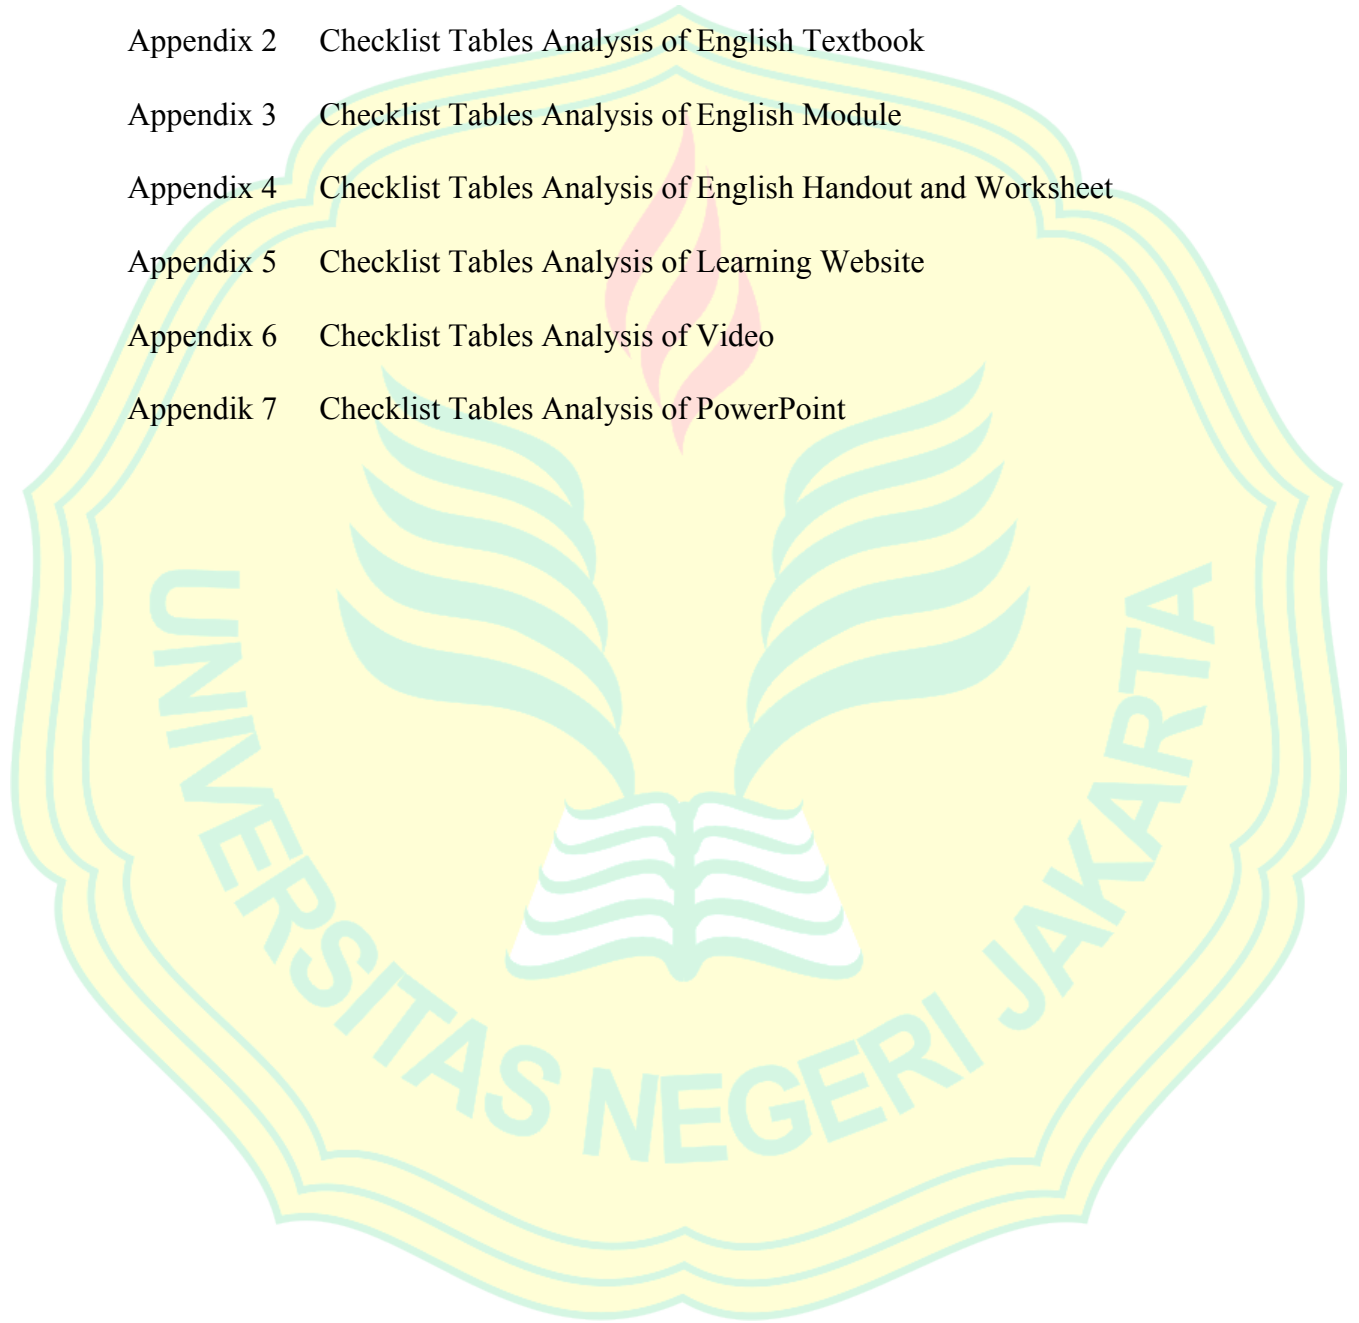 Appendix 2 Checklist Tables Analysis of English Textbook
Appendix 3 Checklist Tables Analysis of English Module
Appendix 4 Checklist Tables Analysis of English Handout and Worksheet
Appendix 5 Checklist Tables Analysis of Learning Website
Appendix 6 Checklist Tables Analysis of Video
Appendik 7 Checklist Tables Analysis of PowerPoint
UNIVERSITAS NEGERI JAKARTA